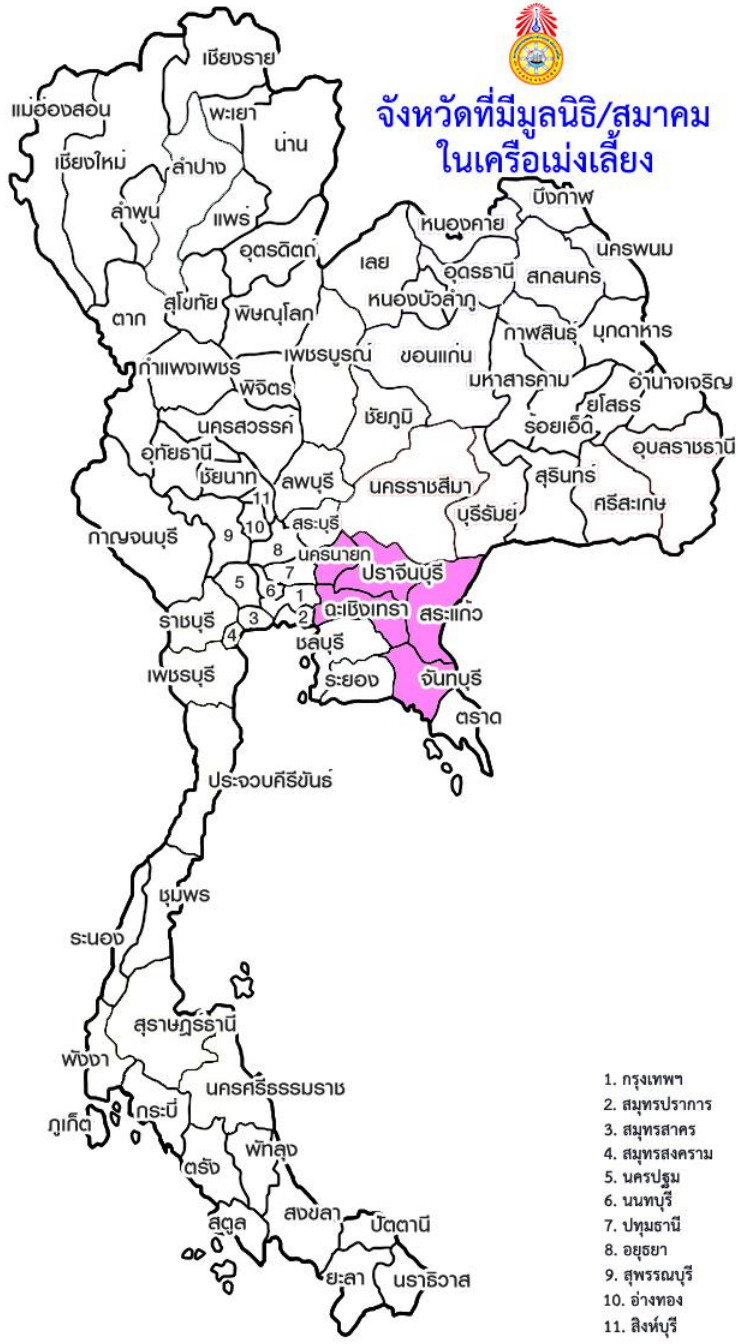 จังหวัดที่มีมูลนิธิ/สมาคม
ในเครือเม่งเลี้ยง
เชียงราย
แม่ฮ่องสอน
พะเยา
น่าน
เชียงใหม่
ลำปาง
ลำพูน
แพร่
บึงกาฬ
หนองคาย
อุตรดิตถ์
เลย
นครพนม
อุดรธานี
สกลนคร
หนองบัวลำภู
สุโขทัย
ตาก
พิษณุโลก
กาฬสินธุ์
มุกดาหาร
เพชรบูรณ์
ขอนแก่น
กำแพงเพชร
มหาสารคาม
อำนาจเจริญ
พิจิตร
ยโสธร
นครสวรรค์
ชัยภูมิ
ร้อยเอ็ด
อุบลราชธานี
อุทัยธานี
ชัยนาท
ลพบุรี
นครราชสีมา
สุรินทร์
ศรีสะเกษ
11
บุรีรัมย์
สระบุรี
10
กาญจนบุรี
9
8
นครนายก
ปราจีนบุรี
7
5
6
1
ฉะเชิงเทรา
สระแก้ว
ราชบุรี
3
2
4
ชลบุรี
เพชรบุรี
ระยอง
จันทบุรี
ตราด
ประจวบคีรีขันธ์
ชุมพร
ระนอง
สุราษฎร์ธานี
พังงา
นครศรีธรรมราช
กระบี่
ภูเก็ต
พัทลุง
ตรัง
สตูล
สงขลา
ปัตตานี
ยะลา
นราธิวาส
1. กรุงเทพฯ
2. สมุทรปราการ
3. สมุทรสาคร
4. สมุทรสงคราม
5. นครปฐม
6. นนทบุรี
7. ปทุมธานี
8. อยุธยา
9. สุพรรณบุรี
10. อ่างทอง
11. สิงห์บุรี